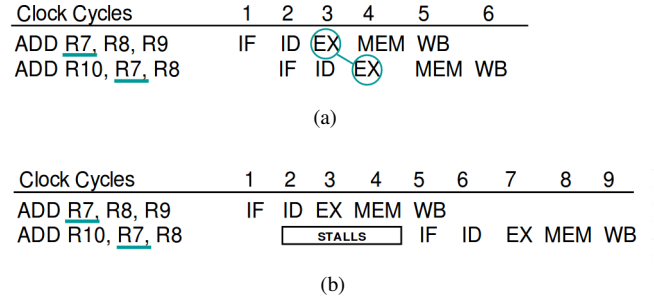 Clock Cycles 1 2 3 4 5 6
ADD R7, R8, R9 IF ID EX MEM WB
ADD R10, R7, R8 IF ID EX MEM WB
(a)
Clock Cycles 1 2 3 4 5 6 7 8 9
ADD R7, R8, R9 IF ID EX MEM WB
ADD R10, R7, R8 STALLS IF ID EX MEM WB
(b)